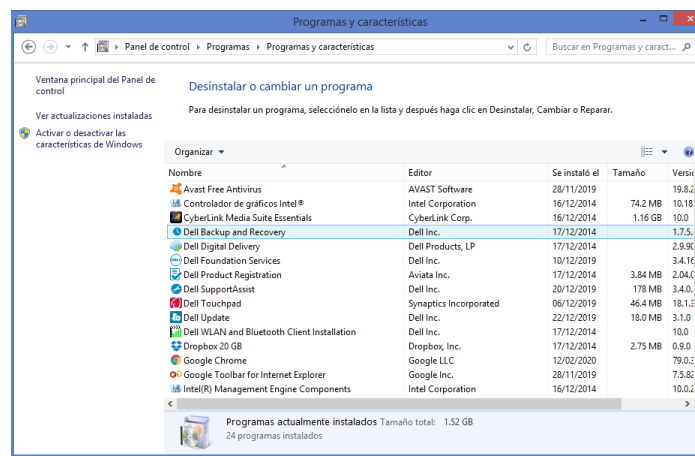 Programas y características
Panel de control Programas Programas y características Buscar en Programas y caract...
Ventana principal del Panel de control
Ver actualizaciones instaladas
Activar o desactivar las características de Windows
Desinstalar o cambiar un programa
Para desinstalar un programa, selecciónelo en la lista y después haga clic en Desinstalar, Cambiar o Reparar.
Organizar
Nombre Editor Se instaló el Tamaño Versió
Avast Free Antivirus AVAST Software 28/11/2019 19.8.2
Controlador de gráficos Intel® Intel Corporation 16/12/2014 74.2 MB 10.18
CyberLink Media Suite Essentials CyberLink Corp. 16/12/2014 1.16 GB 10.0
Dell Backup and Recovery Dell Inc. 17/12/2014 1.7.5.
Dell Digital Delivery Dell Products, LP 17/12/2014 2.9.90
Dell Foundation Services Dell Inc. 10/12/2019 3.4.16
Dell Product Registration Aviata Inc. 17/12/2014 3.84 MB 2.04.0
Dell SupportAssist Dell Inc. 20/12/2019 178 MB 3.4.0.
Dell Touchpad Synaptics Incorporated 06/12/2019 46.4 MB 18.1.3
Dell Update Dell Inc. 22/12/2019 18.0 MB 3.1.0
Dell WLAN and Bluetooth Client Installation Dell Inc. 17/12/2014 10.0
Dropbox 20 GB Dropbox, Inc. 17/12/2014 2.75 MB 0.9.0
Google Chrome Google LLC 12/02/2020 79.0.3
Google Toolbar for Internet Explorer Google Inc. 28/11/2019 7.5.82
Intel(R) Management Engine Components Intel Corporation 16/12/2014 10.0.2
Programas actualmente instalados Tamaño total: 1.52 GB
24 programas instalados